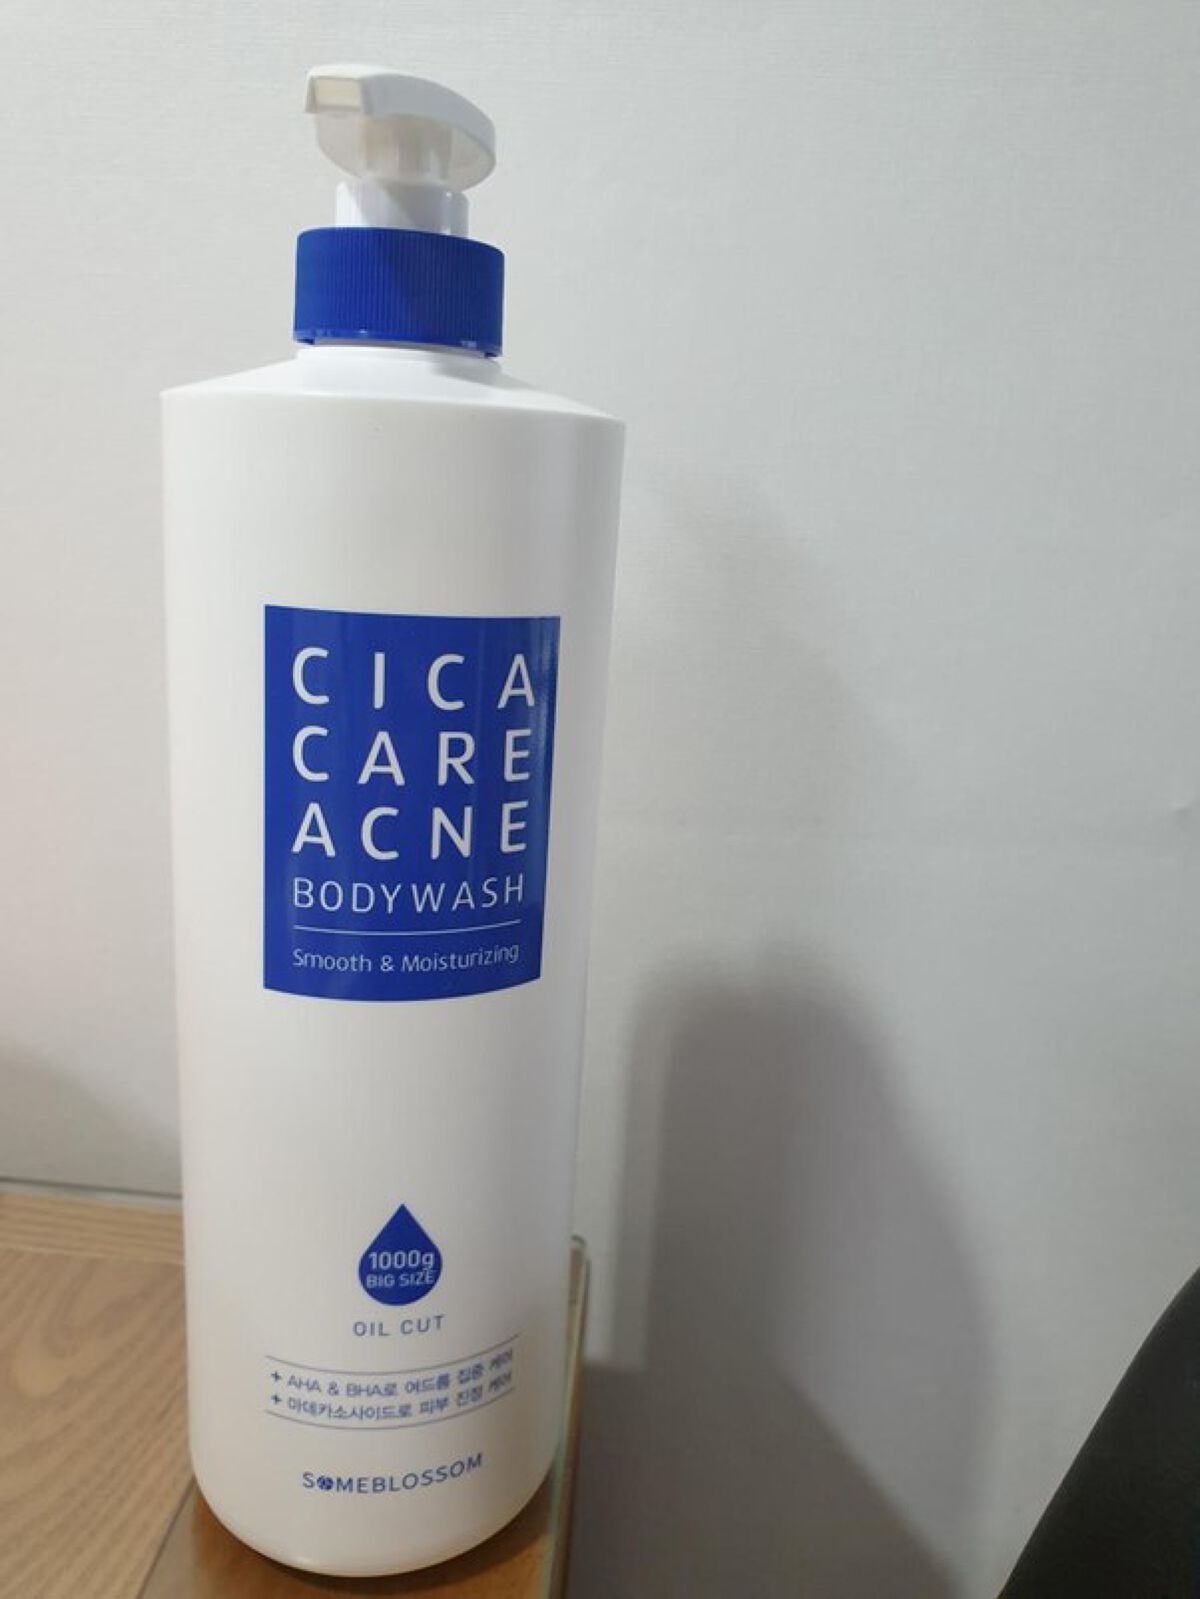 CICA
CARE
ACNE
BODYWASH
Smooth & Moisturizing
1000g
BIG SIZE
OIL CUT
+ AHA & BHA로 여드름 집중 케어
+ 마데카소사이드로 피부 진정 케어
SOMEBLOSSOM